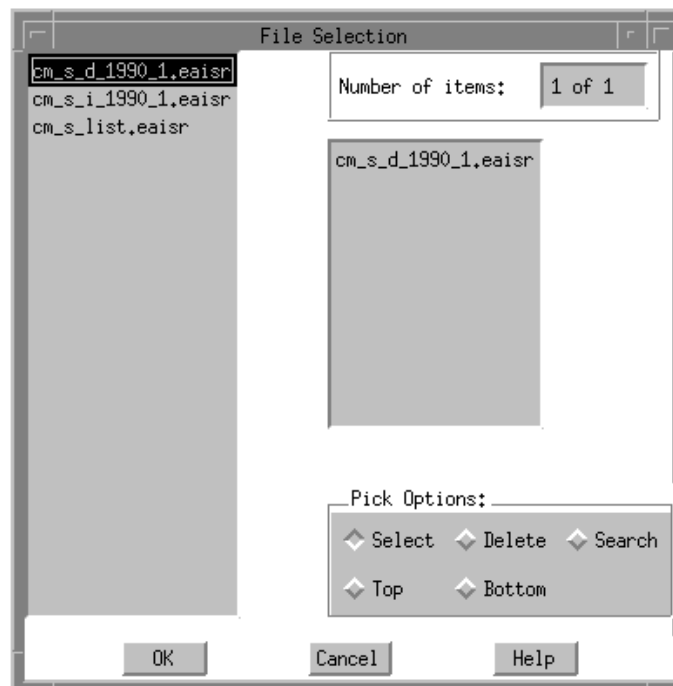 File Selection
cm_s_d_1990_1.eaisr
cm_s_i_1990_1.eaisr
cm_s_list.eaisr
Number of items: 1 of 1
cm_s_d_1990_1.eaisr
Pick Options:
Select Delete Search
Top Bottom
OK Cancel Help